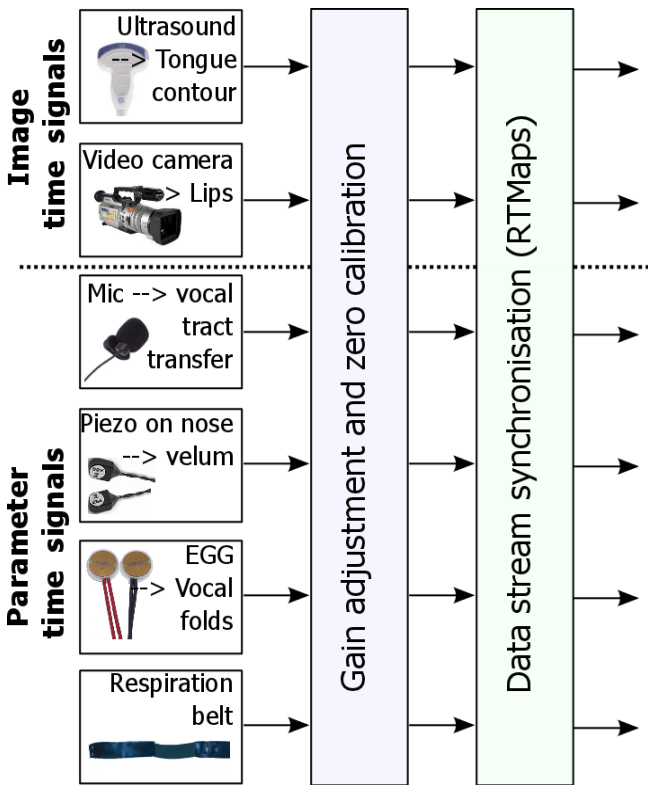 Image
time signals
Ultrasound
--> Tongue
contour
Video camera
> Lips
Mic --> vocal
tract
transfer
Parameter
time signals
Piezo on nose
--> velum
EGG
--> Vocal
folds
Respiration
belt
Gain adjustment and zero calibration
Data stream synchronisation (RTMaps)